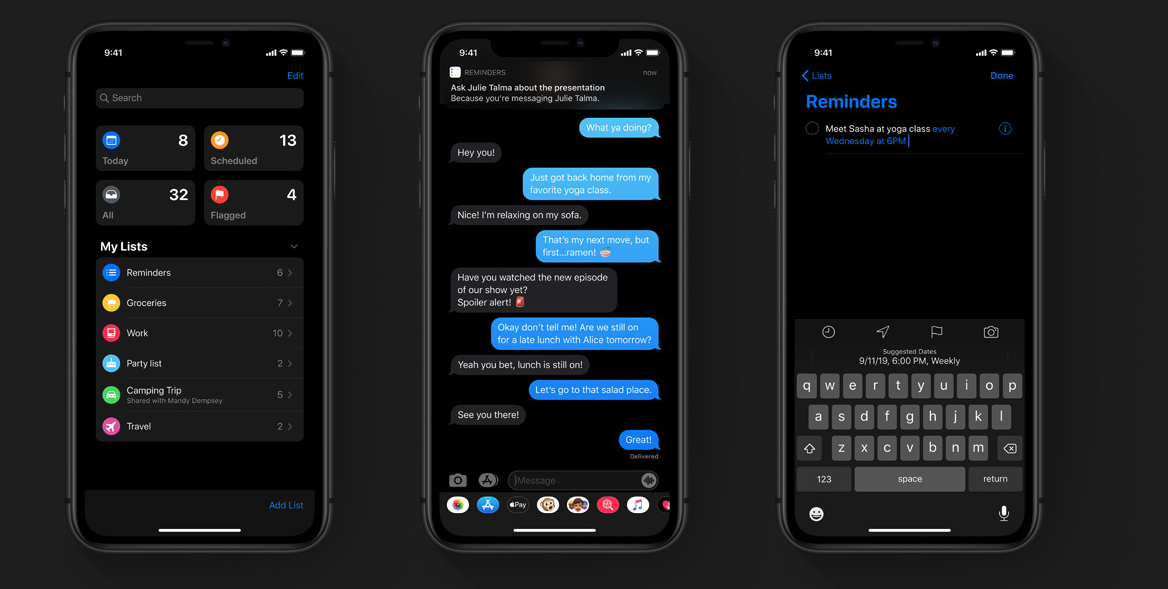 9:41
Edit
Search
8
13
Today
Scheduled
32
4
All
Flagged
My Lists
Reminders
6
Groceries
7
Work
10
Party list
2
Camping Trip
Shared with Mandy Dempsey
5
Travel
2
Add List
9:41
REMINDERS
now
Ask Julie Talma about the presentation
Because you're messaging Julie Talma.
What ya doing?
Hey you!
Just got back home from my
favorite yoga class.
Nice! I'm relaxing on my sofa.
That's my next move, but
first...ramen! 🍜
Have you watched the new episode
of our show yet?
Spoiler alert! 🚨
Okay don't tell me! Are we still on
for a late lunch with Alice tomorrow?
Yeah you bet, lunch is still on!
Let's go to that salad place.
See you there!
Great!
Delivered
iMessage
Pay
9:41
Lists
Done
Reminders
Meet Sasha at yoga class every
Wednesday at 6PM
Suggested Dates
9/11/19, 6:00 PM, Weekly
q w e r t y u i o p
a s d f g h j k l
z x c v b n m
123
space
return